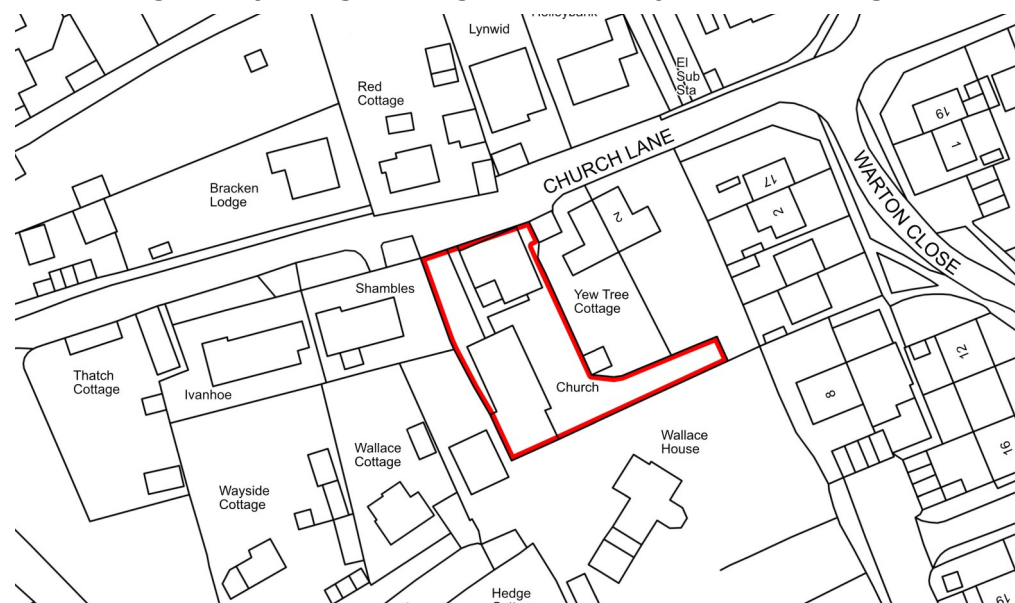 Lynwid
Red
Cottage
El
Sub
Sta
19
1
CHURCH LANE
WARTON CLOSE
17
2
Bracken
Lodge
2
Shambles
Yew Tree
Cottage
Thatch
Cottage
Ivanhoe
Church
12
8
Wallace
House
Wallace
Cottage
16
Wayside
Cottage
Hedge
19